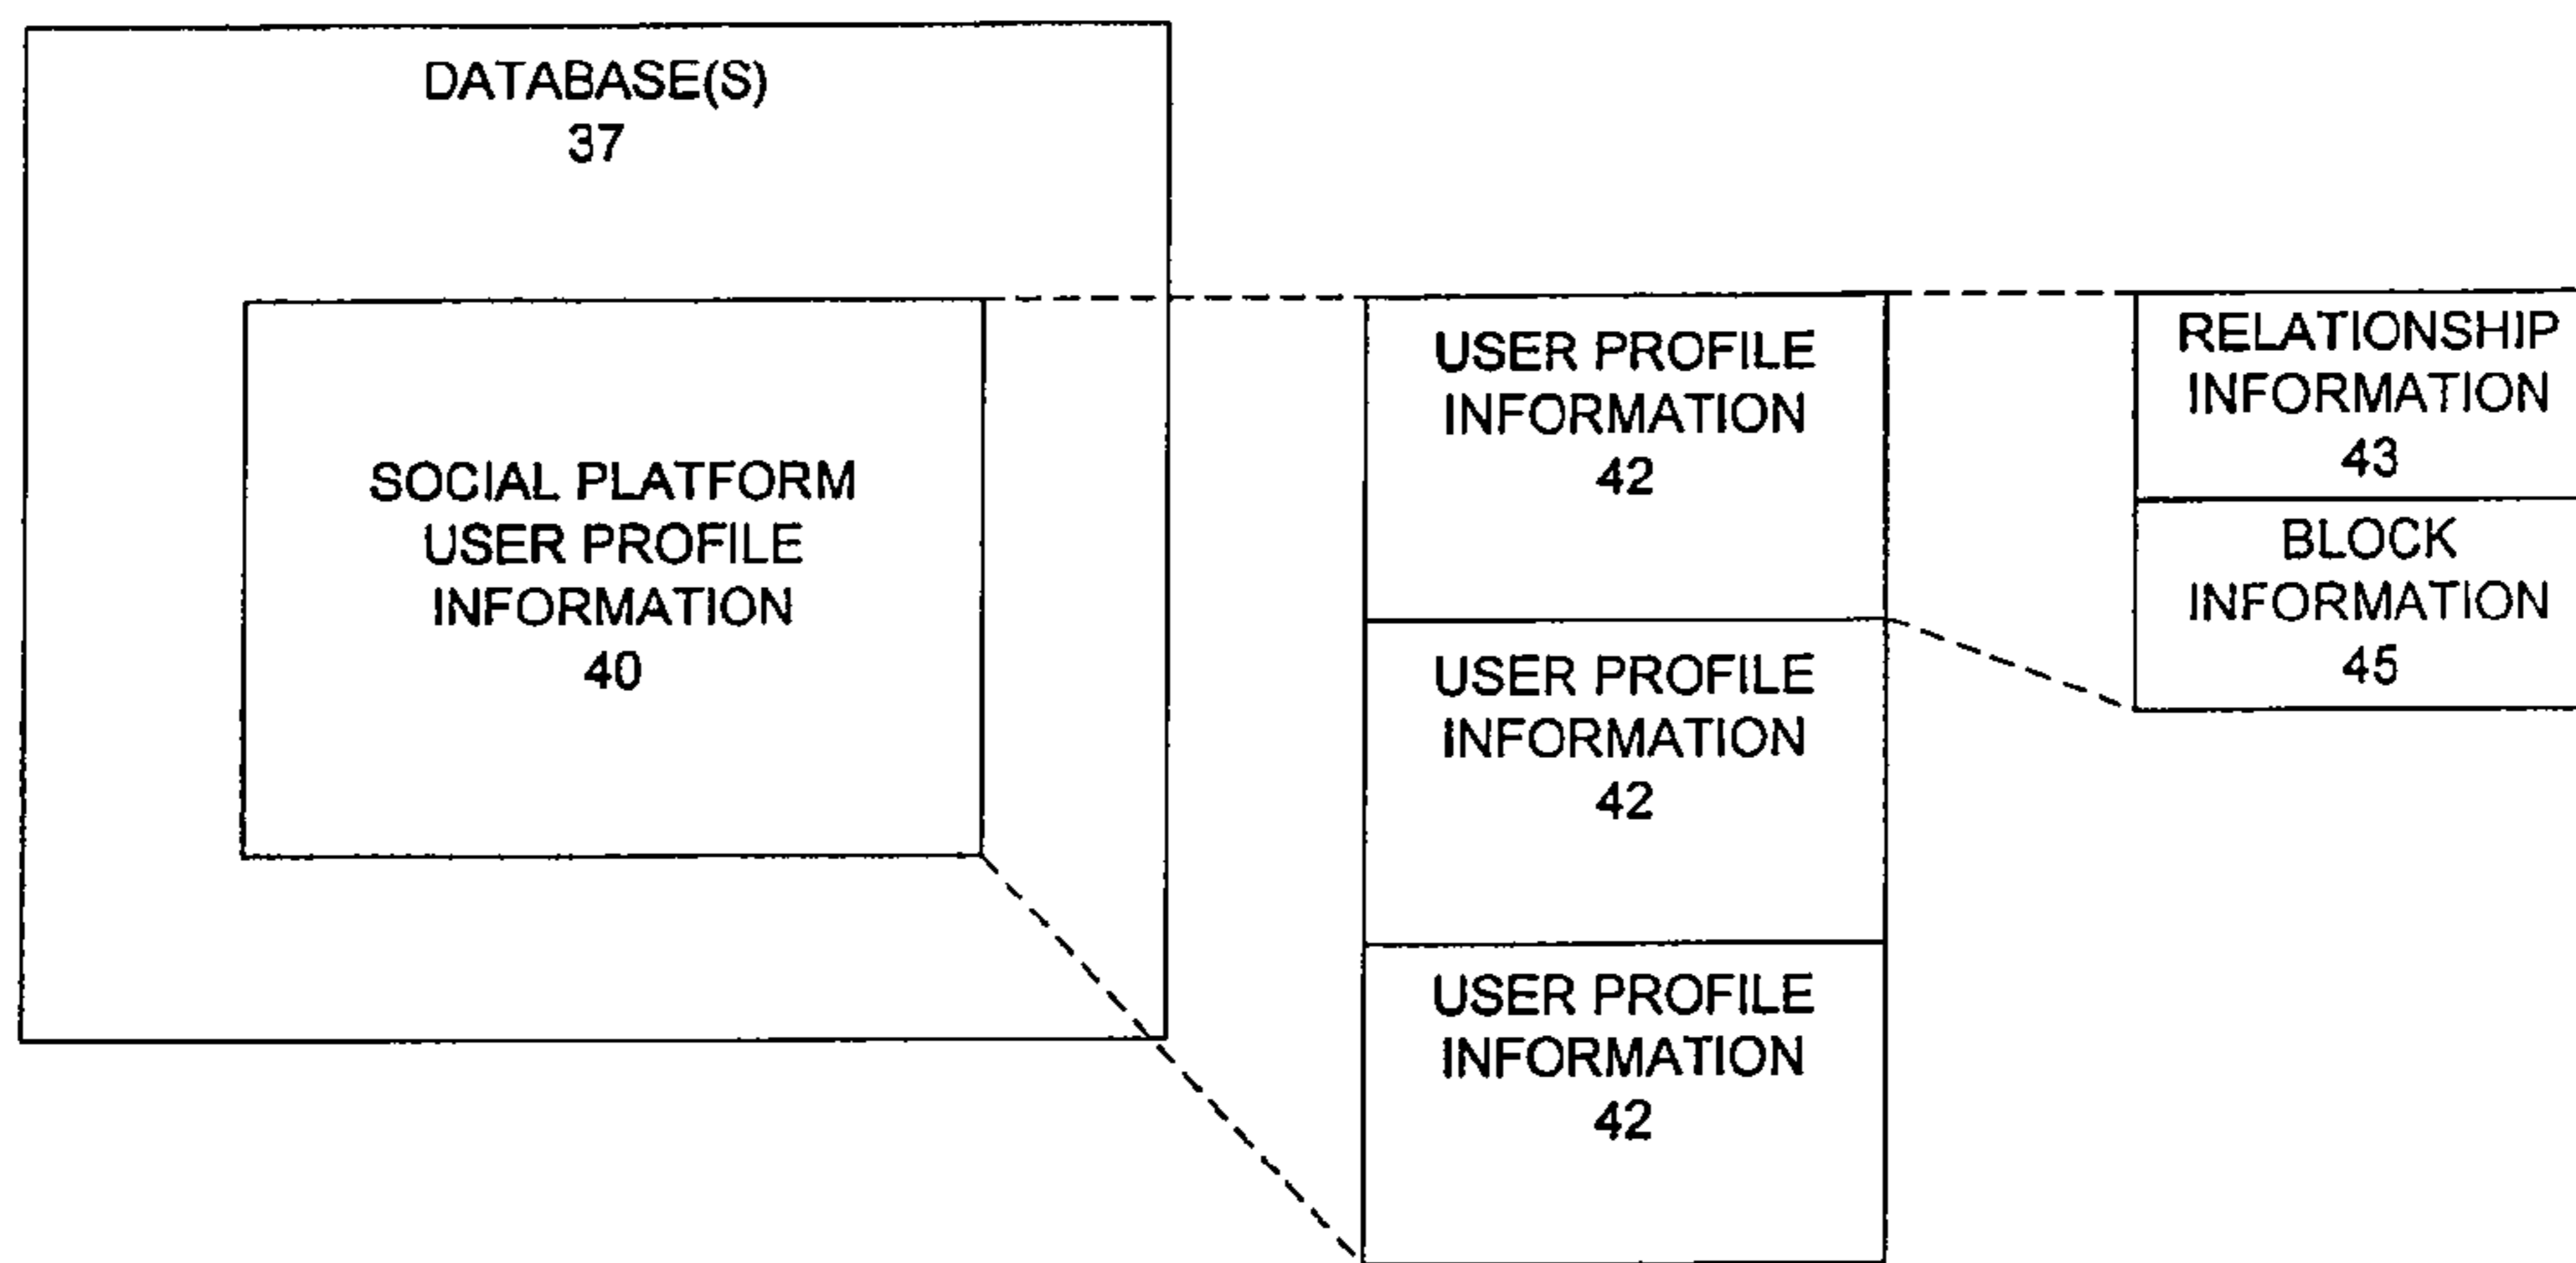 DATABASE(S)
37
SOCIAL PLATFORM
USER PROFILE
INFORMATION
40
USER PROFILE
INFORMATION
42
USER PROFILE
INFORMATION
42
USER PROFILE
INFORMATION
42
RELATIONSHIP
INFORMATION
43
BLOCK
INFORMATION
45